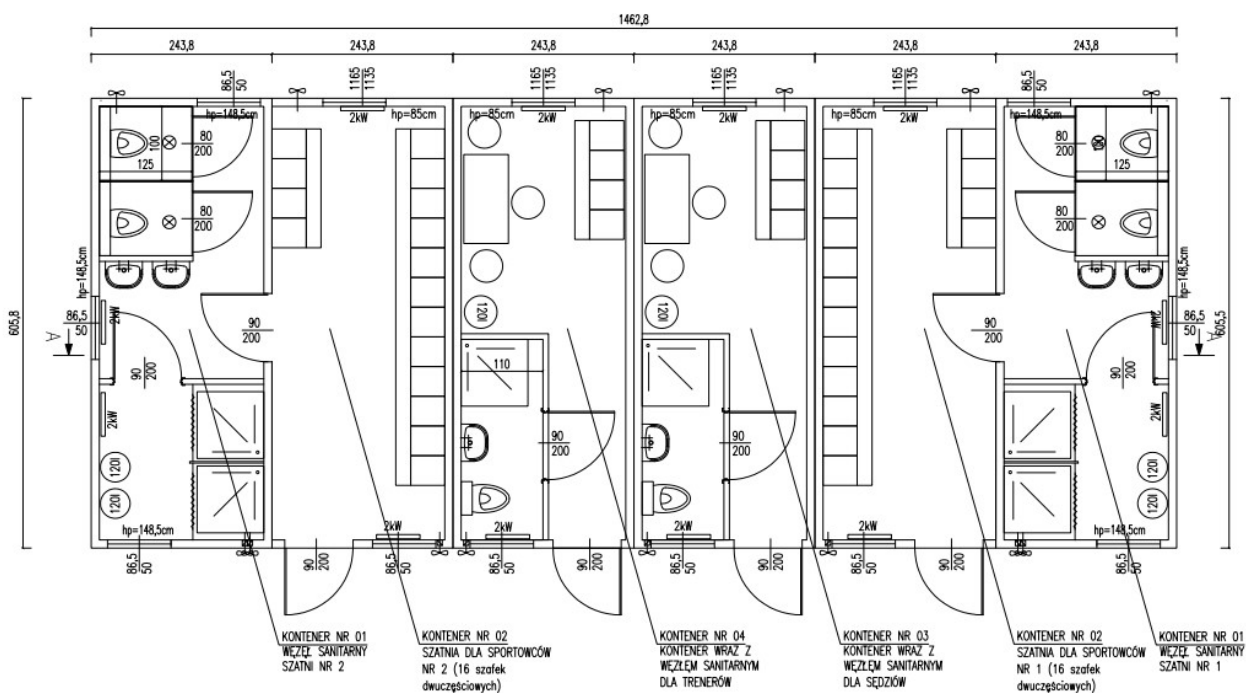 1462,8
243,8 243,8 243,8 243,8 243,8 243,8
86,5 50 1165 1135 1165 1135 1165 1135 1165 1135 86,5 50
hp=148,5cm 2kW hp=85cm 2kW hp=85cm 2kW hp=85cm 2kW hp=148,5cm
100 80 200 80 200
125 125
80 200 80 200
hp=148,5cm hp=148,5cm
605,8 605,5
86,5 50 2kW 90 200 120l 120l 90 200 2kW 86,5 50
A A
90 200 110 90 200
2kW 90 200 90 200 2kW
120l 120l
120l 120l
hp=148,5cm 2kW 2kW 2kW 2kW hp=148,5cm
86,5 50 90 200 86,5 50 86,5 50 90 200 86,5 50 90 200 86,5 50 90 200 86,5 50
KONTENER NR 01
WĘZEŁ SANITARNY
SZATNI NR 2
KONTENER NR 02
SZATNIA DLA SPORTOWCÓW
NR 2 (16 szafek
dwuczęściowych)
KONTENER NR 04
KONTENER WRAZ Z
WĘZŁEM SANITARNYM
DLA TRENERÓW
KONTENER NR 03
KONTENER WRAZ Z
WĘZŁEM SANITARNYM
DLA SĘDZIÓW
KONTENER NR 02
SZATNIA DLA SPORTOWCÓW
NR 1 (16 szafek
dwuczęściowych)
KONTENER NR 01
WĘZEŁ SANITARNY
SZATNI NR 1